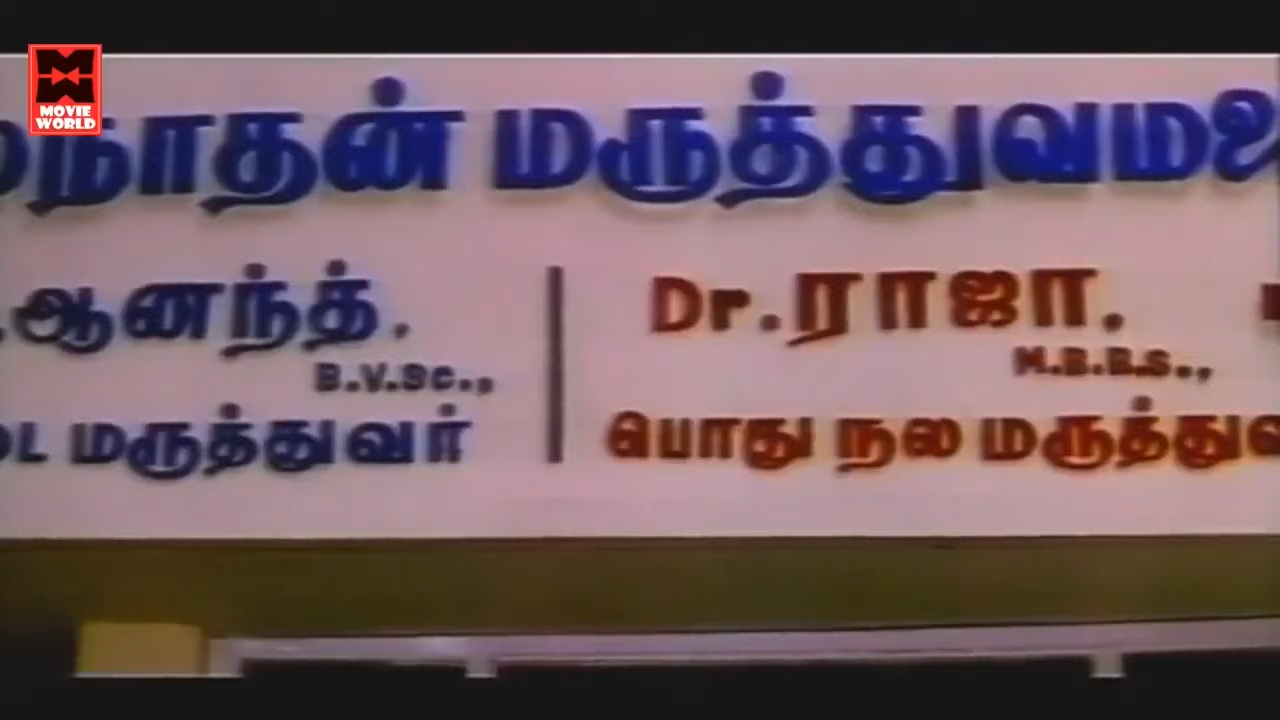 MOVIE
WORLD
நாதன் மருத்துவமனை
ஆனந்த்.
B.V.Sc.,
மருத்துவர்
Dr. ராஜா.
M.B.B.S.,
பொது நல